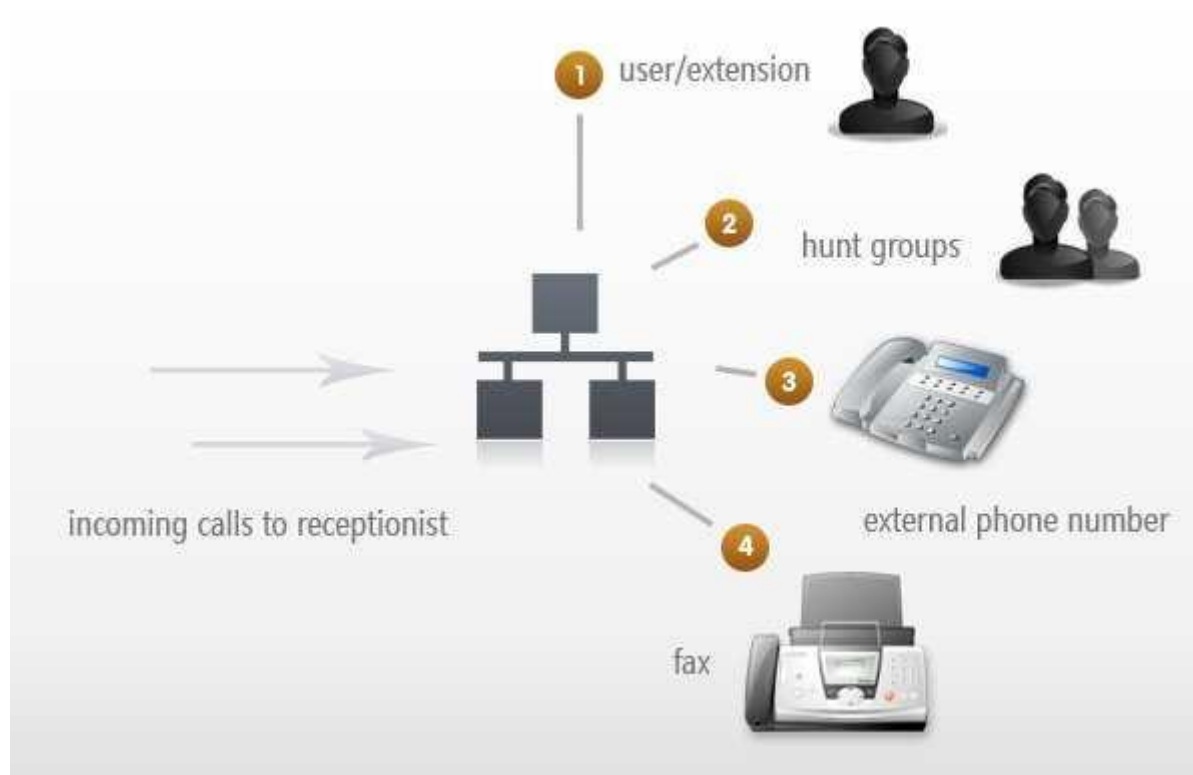 1 user/extension
2 hunt groups
3
external phone number
incoming calls to receptionist
4
fax